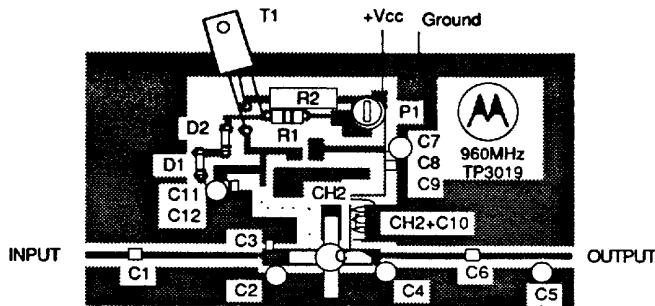 T1
+Vcc
Ground
R2
P1
D2
R1
C7
D1
C8
960MHz
C11
CH2
C9
TP3019
C12
CH2+C10
C3
INPUT
OUTPUT
C1
C6
C2
C4
C5